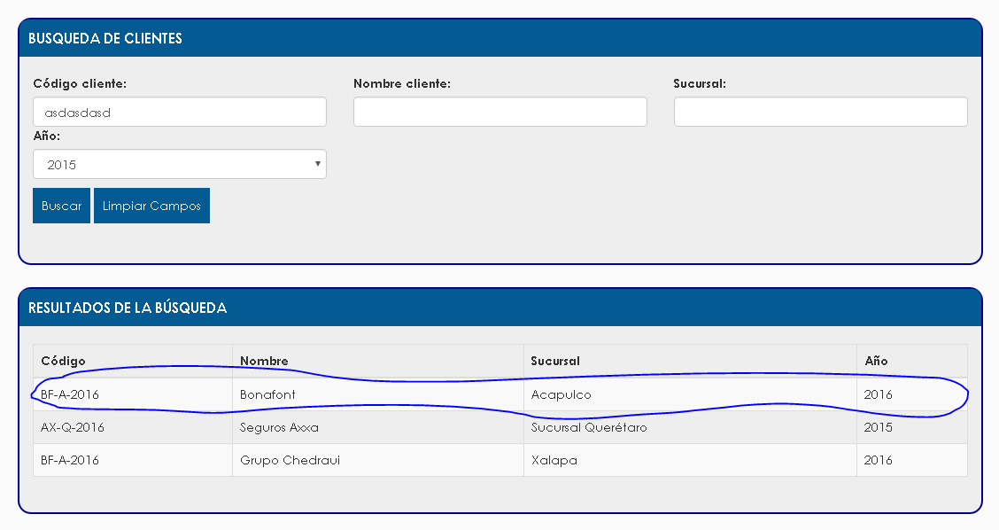 BUSQUEDA DE CLIENTES
Código cliente: Nombre cliente: Sucursal:
asdasdasd
Año:
2015
Buscar Limpiar Campos
RESULTADOS DE LA BÚSQUEDA
Código Nombre Sucursal Año
BF-A-2016 Bonafont Acapulco 2016
AX-Q-2016 Seguros Axxa Sucursal Querétaro 2015
BF-A-2016 Grupo Chedraui Xalapa 2016